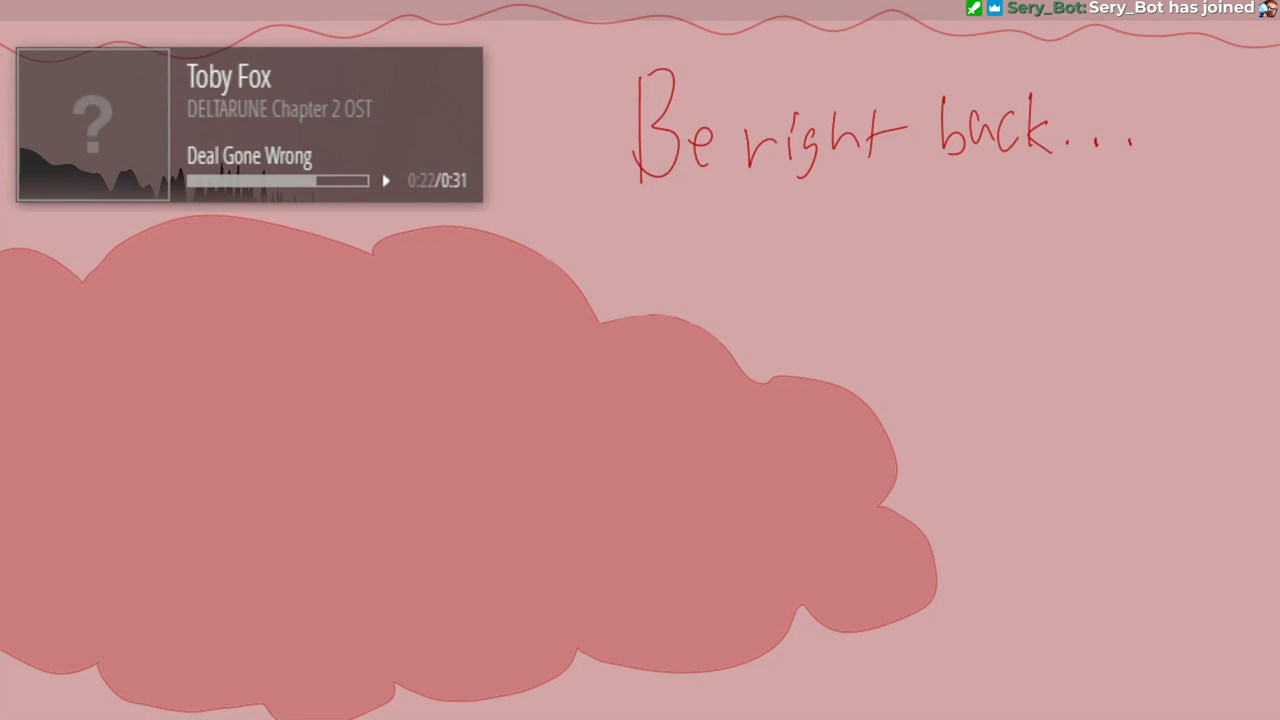 Sery_Bot: Sery_Bot has joined
Toby Fox
DELTARUNE Chapter 2 OST
Deal Gone Wrong
0:22/0:31
?
Be right back...